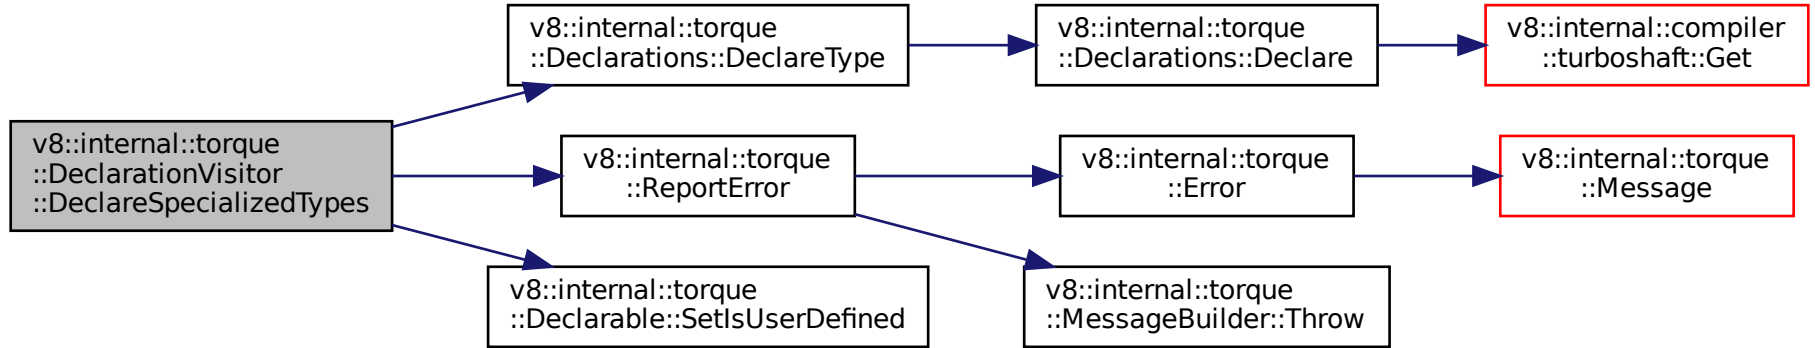 v8::internal::torque
::DeclarationVisitor
::DeclareSpecializedTypes
v8::internal::torque
::Declarations::DeclareType
v8::internal::torque
::Declarations::Declare
v8::internal::compiler
::turboshaft::Get
v8::internal::torque
::ReportError
v8::internal::torque
::Error
v8::internal::torque
::Message
v8::internal::torque
::Declarable::SetIsUserDefined
v8::internal::torque
::MessageBuilder::Throw